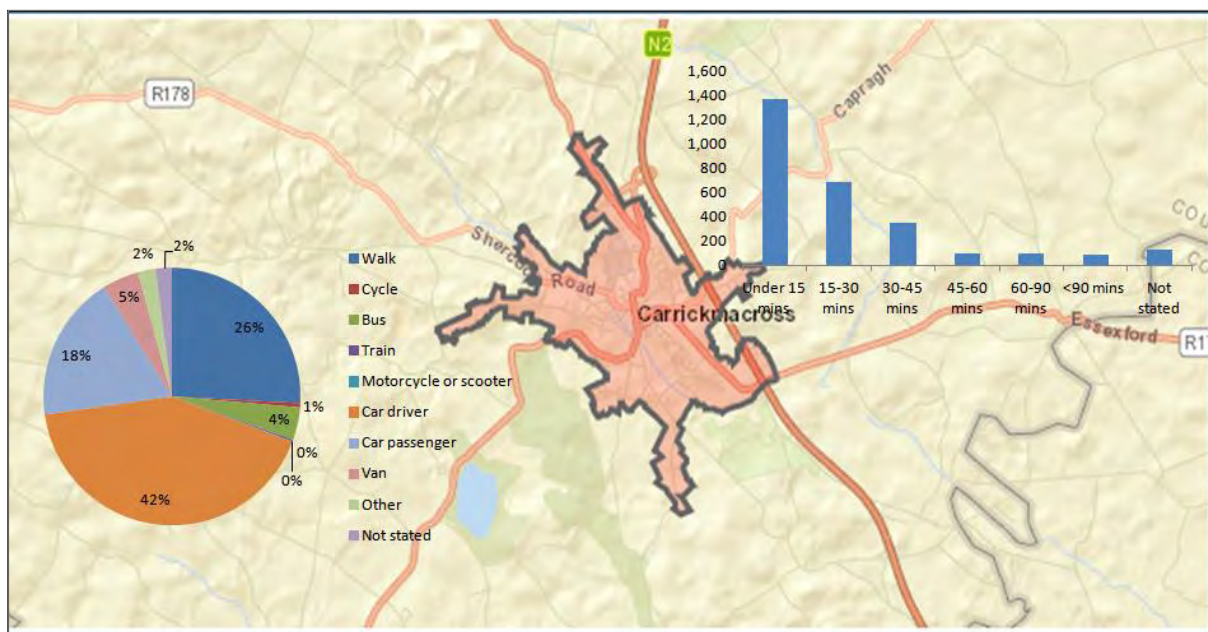 N2
R178
Capragh
1,600
1,400
1,200
1,000
800
600
400
200
0
Under 15
mins
15-30
mins
30-45
mins
45-60
mins
60-90
mins
<90 mins
Not
stated
Road
Carrickmacross
Essexford
2%
2%
5%
26%
18%
1%
4%
0%
0%
42%
Walk
Cycle
Bus
Train
Motorcycle or scooter
Car driver
Car passenger
Van
Other
Not stated